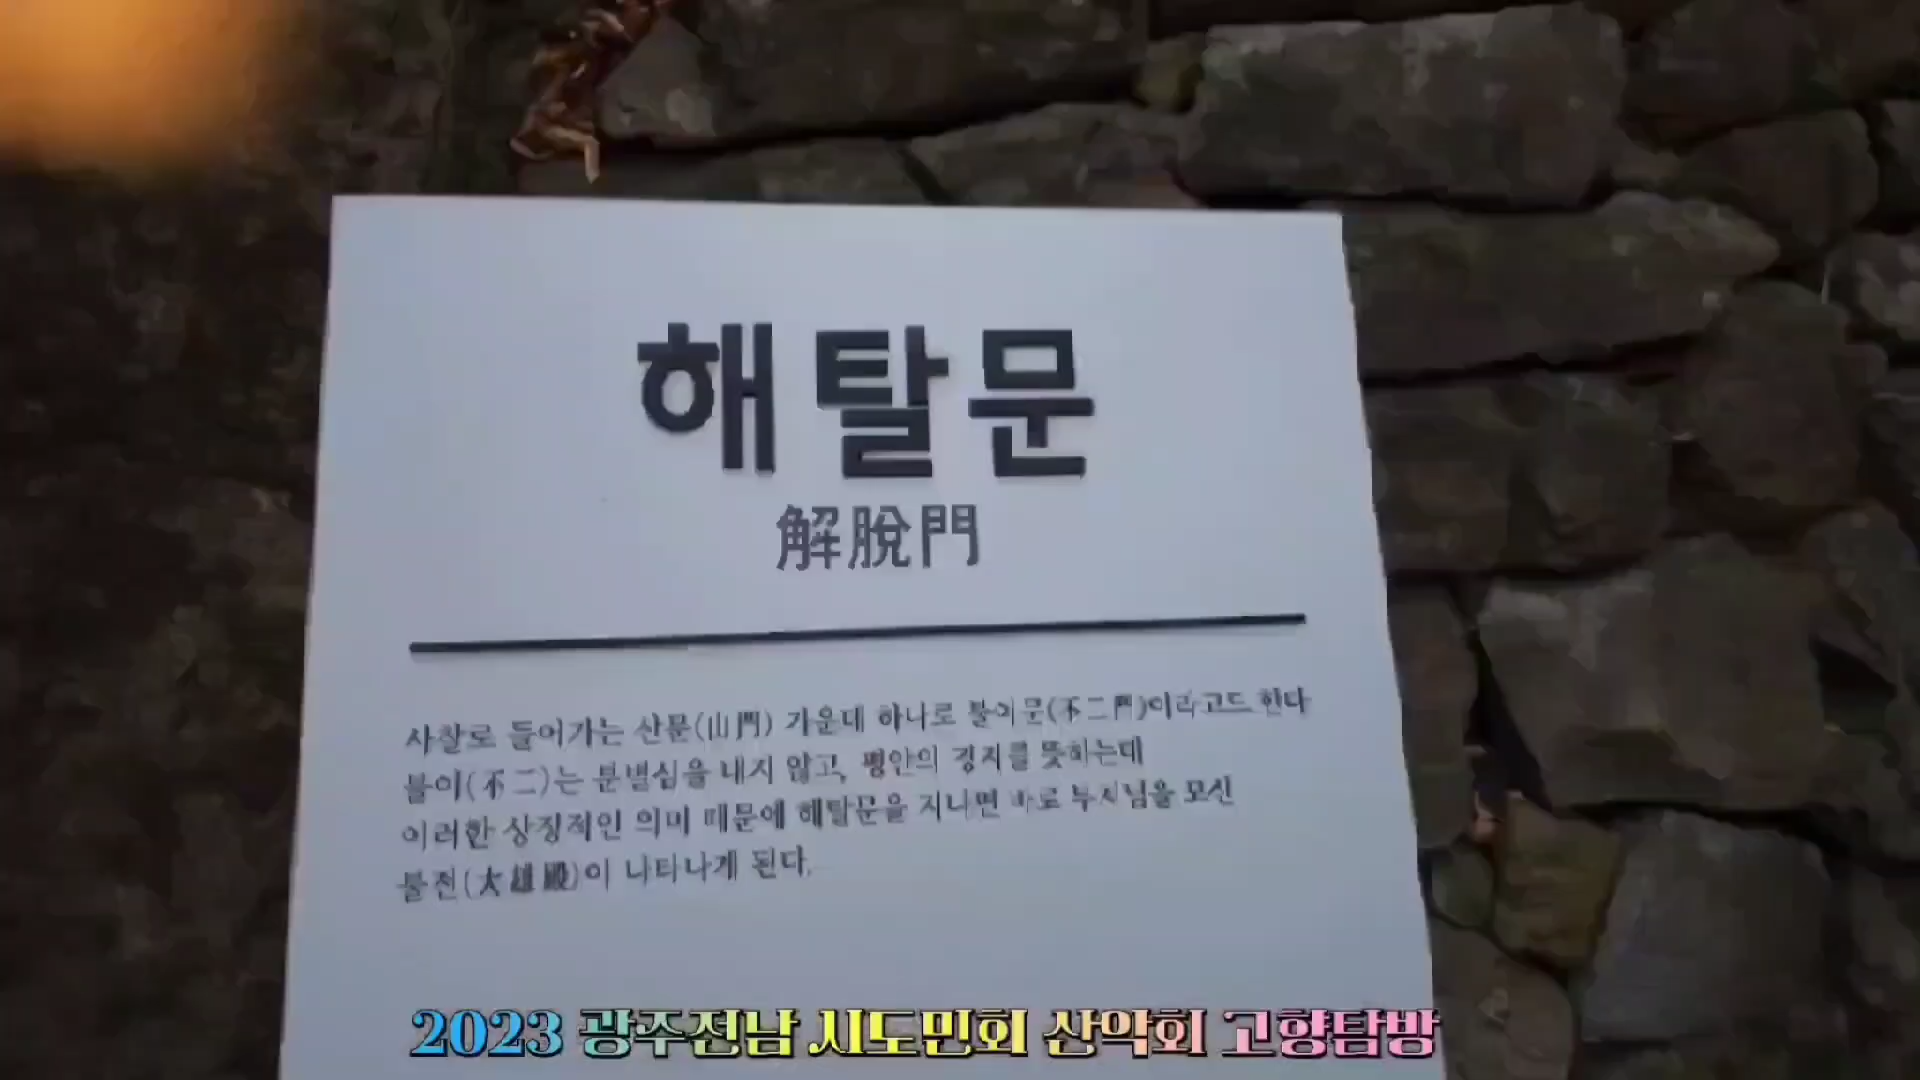 해탈문
解脫門
사찰로 들어가는 산문(山門) 가운데 하나로 불이문(不二門)이라고도 한다
불이(不二)는 분별심을 내지 않고, 평안의 경지를 뜻하는데
이러한 상징적인 의미 때문에 해탈문을 지나면 바로 부처님을 모신
불전(大雄殿)이 나타나게 된다.
2023 광주전남 시도민회 산악회 고향탐방